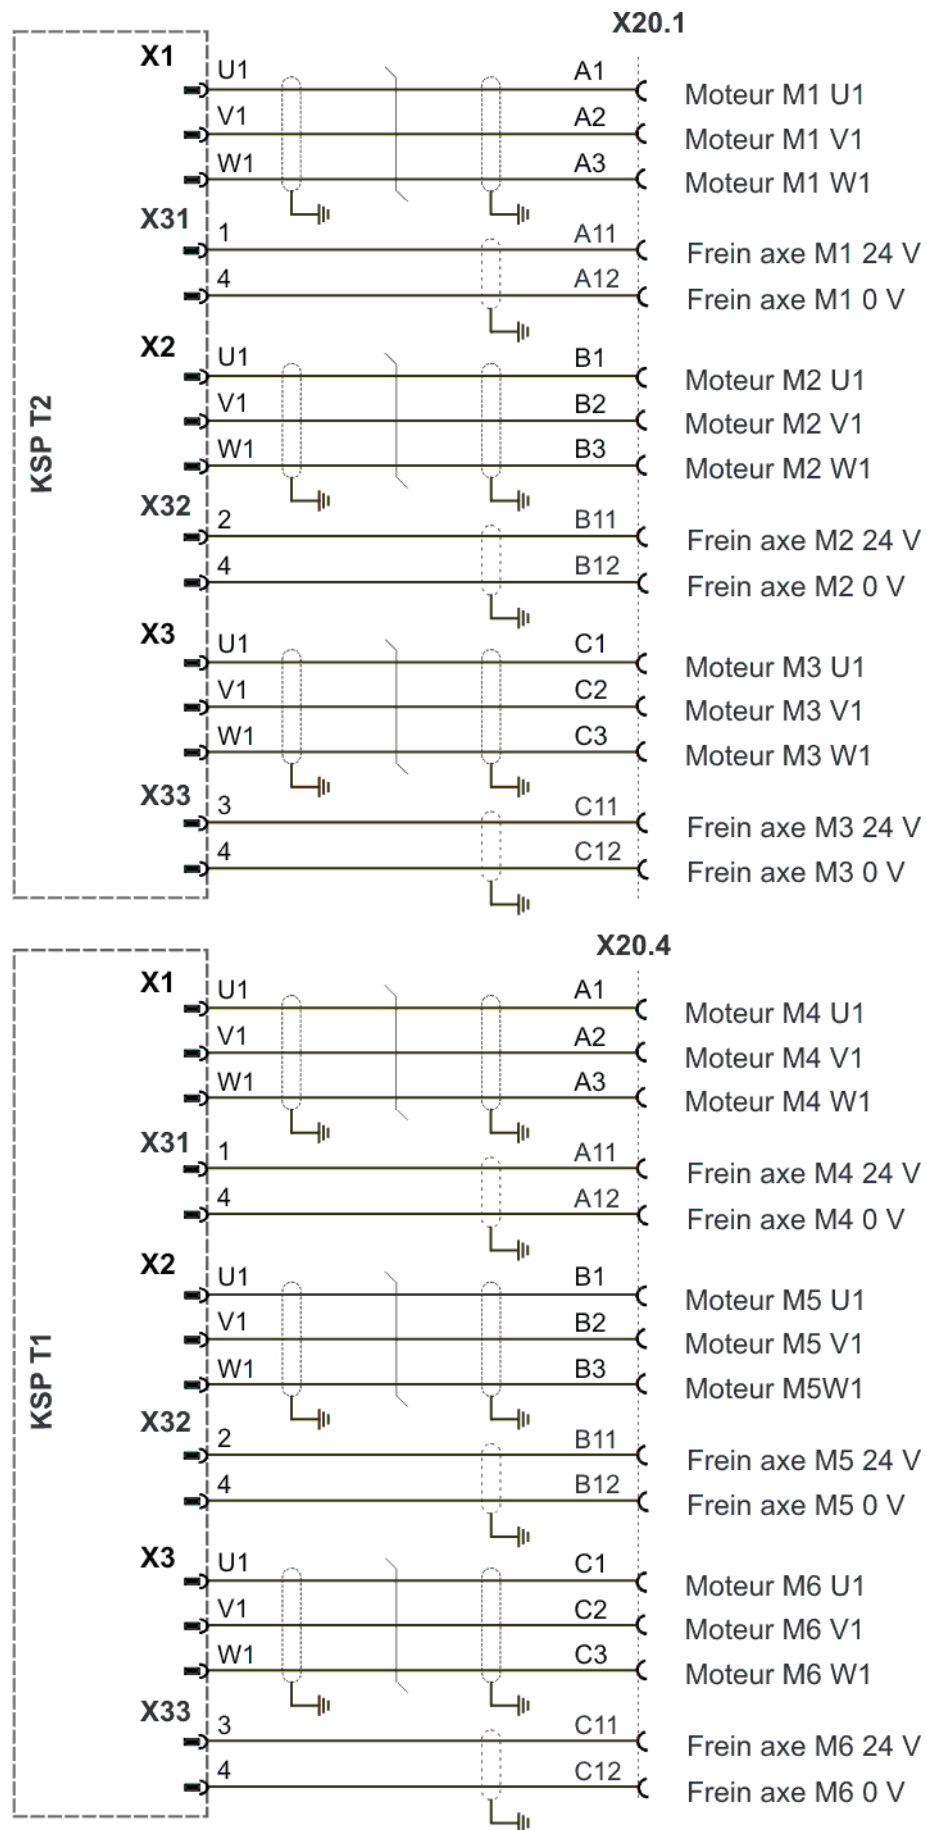 X20.1
KSP T2
X1
U1 A1 Moteur M1 U1
V1 A2 Moteur M1 V1
W1 A3 Moteur M1 W1
X31
1 A11 Frein axe M1 24 V
4 A12 Frein axe M1 0 V
X2
U1 B1 Moteur M2 U1
V1 B2 Moteur M2 V1
W1 B3 Moteur M2 W1
X32
2 B11 Frein axe M2 24 V
4 B12 Frein axe M2 0 V
X3
U1 C1 Moteur M3 U1
V1 C2 Moteur M3 V1
W1 C3 Moteur M3 W1
X33
3 C11 Frein axe M3 24 V
4 C12 Frein axe M3 0 V
X20.4
KSP T1
X1
U1 A1 Moteur M4 U1
V1 A2 Moteur M4 V1
W1 A3 Moteur M4 W1
X31
1 A11 Frein axe M4 24 V
4 A12 Frein axe M4 0 V
X2
U1 B1 Moteur M5 U1
V1 B2 Moteur M5 V1
W1 B3 Moteur M5W1
X32
2 B11 Frein axe M5 24 V
4 B12 Frein axe M5 0 V
X3
U1 C1 Moteur M6 U1
V1 C2 Moteur M6 V1
W1 C3 Moteur M6 W1
X33
3 C11 Frein axe M6 24 V
4 C12 Frein axe M6 0 V